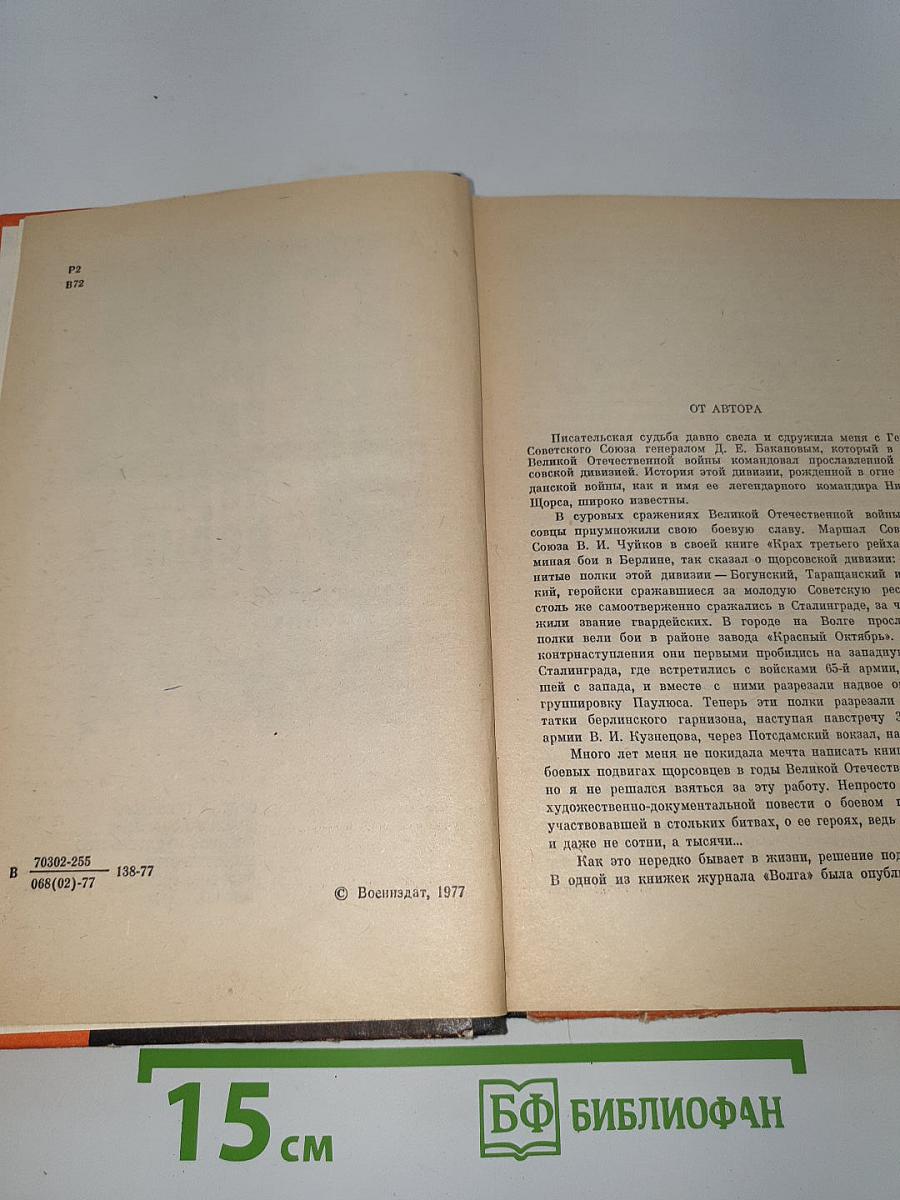 Р2
В72
В 70302-255 138-77
068(02)-77
© Воениздат, 1977
ОТ АВТОРА
Писательская судьба давно свела и сдружила меня с Ге
Советского Союза генералом Д. Е. Бакановым, который в
Великой Отечественной войны командовал прославленной
совской дивизией. История этой дивизии, рожденной в огне
данской войны, как и имя ее легендарного командира Ни
Щорса, широко известны.
В суровых сражениях Великой Отечественной войны
совцы приумножили свою боевую славу. Маршал Сов
Союза В. И. Чуйков в своей книге «Крах третьего рейха
миная бои в Берлине, так сказал о щорсовской дивизии:
нитые полки этой дивизии — Богунский, Таращанский и
кий, геройски сражавшиеся за молодую Советскую рес
столь же самоотверженно сражались в Сталинграде, за ч
жили звание гвардейских. В городе на Волге просл
полки вели бои в районе завода «Красный Октябрь».
контрнаступления они первыми пробились на западную
Сталинграда, где встретились с войсками 65-й армии,
шей с запада, и вместе с ними разрезали надвое о
группировку Паулюса. Теперь эти полки разрезали
татки берлинского гарнизона, наступая навстречу 3
армии В. И. Кузнецова, через Потсдамский вокзал, на
Много лет меня не покидала мечта написать книг
боевых подвигах щорсовцев в годы Великой Отечестве
но я не решался взяться за эту работу. Непросто
художественно-документальной повести о боевом п
участвовавшей в стольких битвах, о ее героях, ведь
и даже не сотни, а тысячи...
Как это нередко бывает в жизни, решение под
В одной из книжек журнала «Волга» была опубли
15 см
БФ БИБЛИОФАН